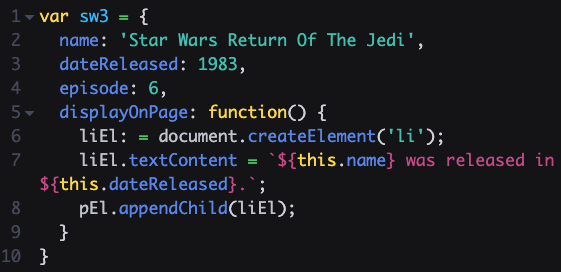 1 var sw3 = {
2 name: 'Star Wars Return Of The Jedi',
3 dateReleased: 1983,
4 episode: 6,
5 displayOnPage: function() {
6 liEl: = document.createElement('li');
7 liEl.textContent = `${this.name} was released in
${this.dateReleased}.`;
8 pEl.appendChild(liEl);
9 }
10 }